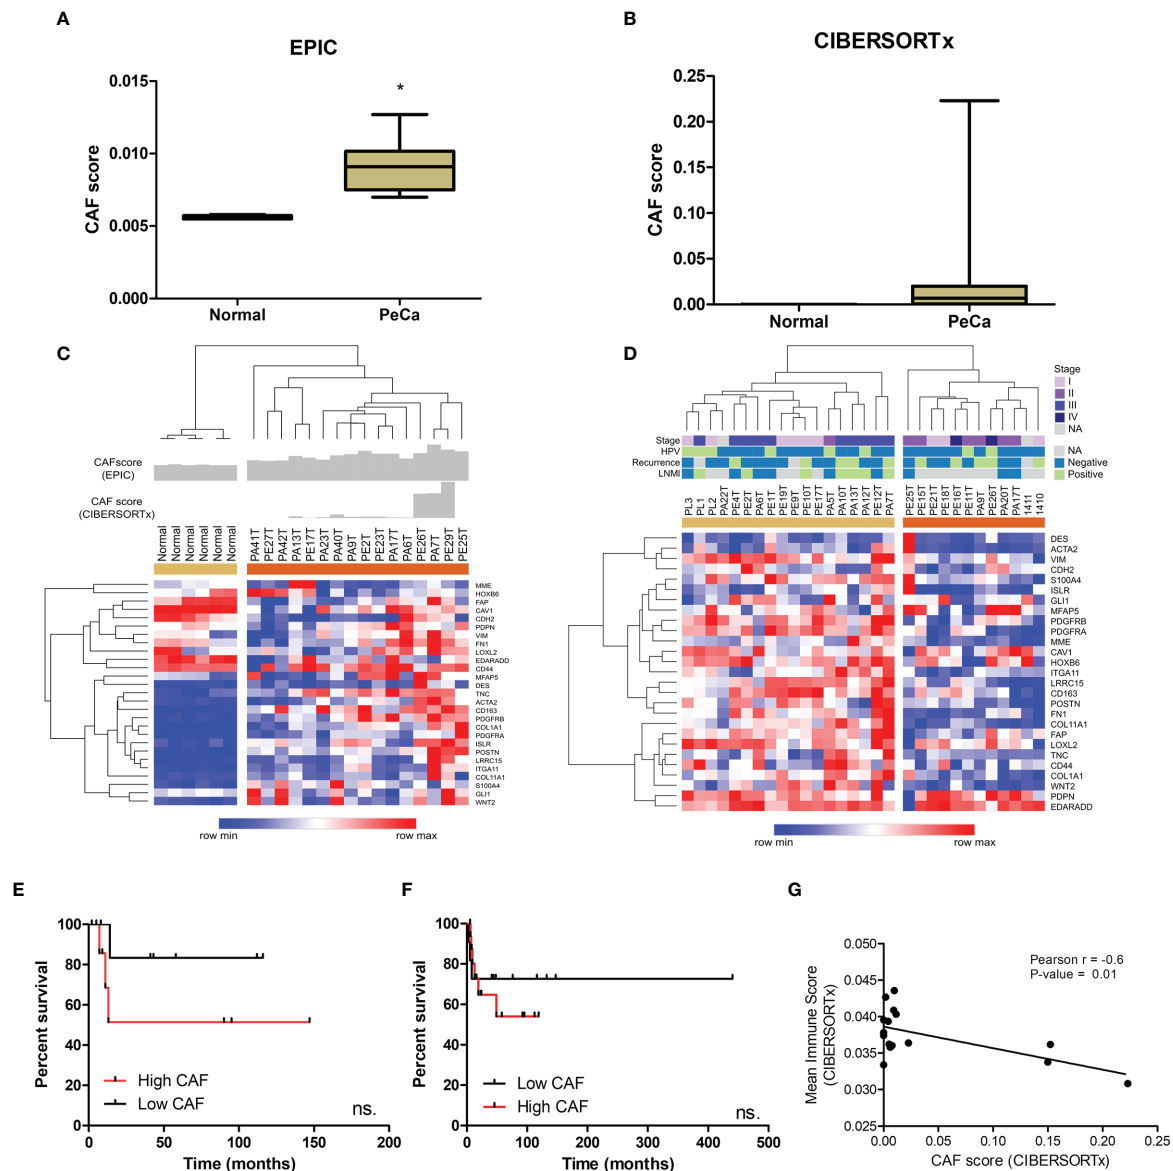 A
EPIC
CAF score
0.015
0.010
0.005
0.000
*
Normal
PeCa
B
CIBERSORTx
CAF score
0.25
0.20
0.15
0.10
0.05
0.00
Normal
PeCa
C
CAFscore
(EPIC)
CAF score
(CIBERSORTx)
Normal
Normal
Normal
Normal
Normal
Normal
PA41T
PE27T
PA42T
PA13T
PE17T
PA23T
PA40T
PA9T
PE2T
PE23T
PA17T
PA6T
PE26T
PA7T
PE29T
PE25T
MME
HOXB6
FAP
CAV1
CDH2
PDPN
VIM
FN1
LOXL2
EDARADD
CD44
MFAP5
DES
TNC
ACTA2
CD163
PDGFRB
COL1A1
PDGFRA
ISLR
POSTN
LRRC15
ITGA11
COL11A1
S100A4
GLI1
WNT2
row min
row max
D
Stage
I
II
III
IV
NA
NA
Negative
Positive
Stage
HPV
Recurrence
LNMI
PL3
PL1
PL2
PA22T
PE4T
PE2T
PA6T
PE1T
PE19T
PE9T
PE10T
PE17T
PA5T
PA10T
PA13T
PA12T
PE12T
PA7T
PE25T
PE15T
PE21T
PE18T
PE16T
PE11T
PA9T
PE26T
PA20T
PA17T
1411
1410
DES
ACTA2
VIM
CDH2
S100A4
ISLR
GLI1
MFAP5
PDGFRB
PDGFRA
MME
CAV1
HOXB6
ITGA11
LRRC15
CD163
POSTN
FN1
COL11A1
FAP
LOXL2
TNC
CD44
COL1A1
WNT2
PDPN
EDARADD
row min
row max
E
Percent survival
100
80
60
40
20
0
High CAF
Low CAF
ns.
0
50
100
150
200
Time (months)
F
Percent survival
100
80
60
40
20
0
Low CAF
High CAF
ns.
0
100
200
300
400
500
Time (months)
G
Mean Immune Score
(CIBERSORTx)
0.050
0.045
0.040
0.035
0.030
0.025
Pearson r = -0.6
P-value = 0.01
0.00
0.05
0.10
0.15
0.20
0.25
CAF score (CIBERSORTx)